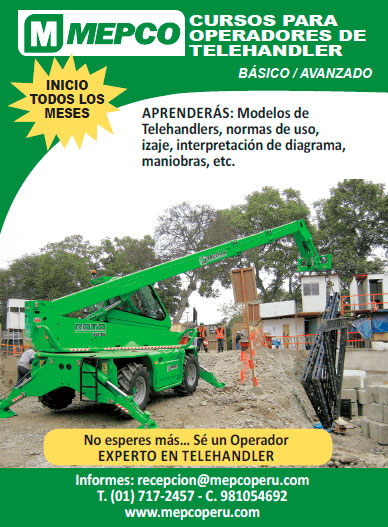 MEPCO
CURSOS PARA
OPERADORES DE
TELEHANDLER
BÁSICO / AVANZADO
INICIO
TODOS LOS
MESES
APRENDERÁS: Modelos de
Telehandlers, normas de uso,
izaje, interpretación de diagrama,
maniobras, etc.
No esperes más... Sé un Operador
EXPERTO EN TELEHANDLER
Informes: recepcion@mepcoperu.com
T. (01) 717-2457 - C. 981054692
www.mepcoperu.com